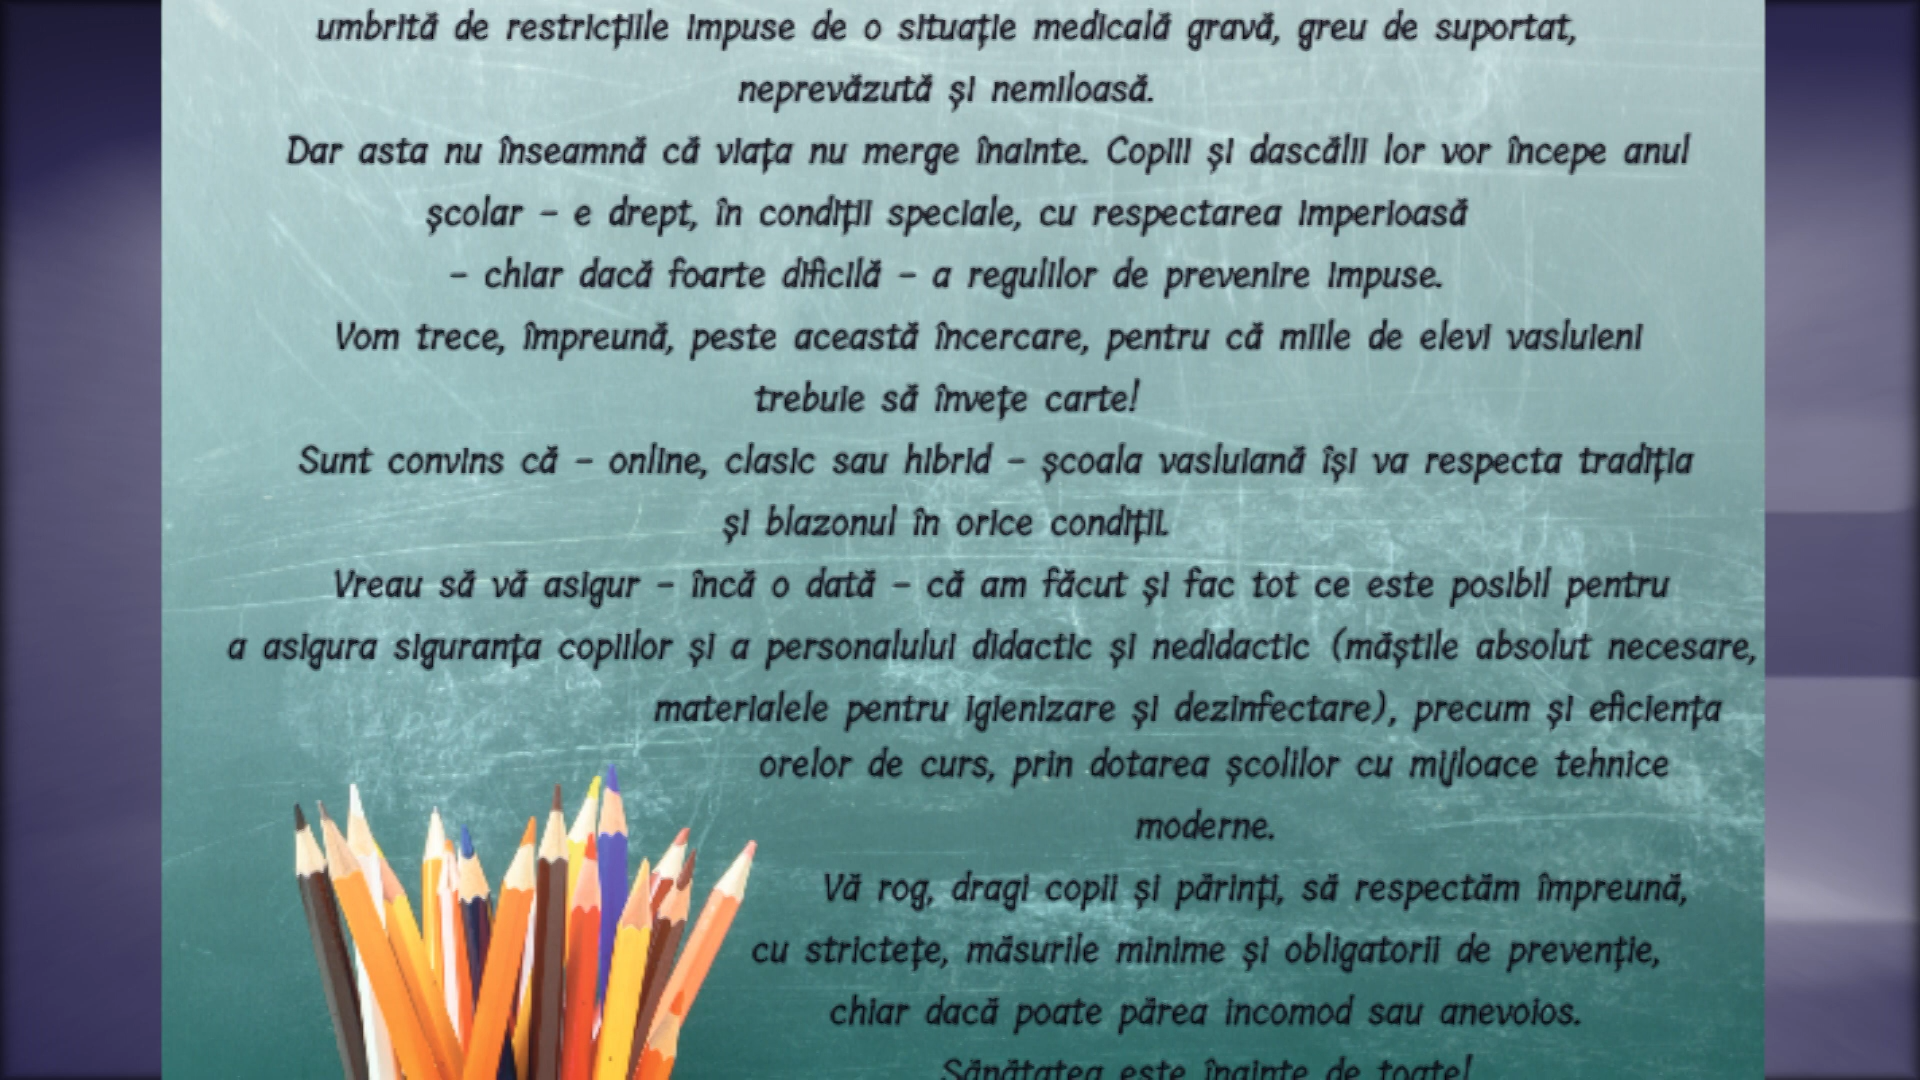 umbrită de restricțiile impuse de o situație medicală gravă, greu de suportat,
neprevăzută și nemiloasă.
Dar asta nu înseamnă că viața nu merge înainte. Copiii și dascălii lor vor începe anul
școlar – e drept, în condiții speciale, cu respectarea imperioasă
– chiar dacă foarte dificilă – a regulilor de prevenire impuse.
Vom trece, împreună, peste această încercare, pentru că miile de elevi vasluieni
trebuie să învețe carte!
Sunt convins că – online, clasic sau hibrid – școala vasluiană își va respecta tradiția
și blazonul în orice condiții.
Vreau să vă asigur – încă o dată – că am făcut și fac tot ce este posibil pentru
a asigura siguranța copiilor și a personalului didactic și nedidactic (măștile absolut necesare,
materialele pentru igienizare și dezinfectare), precum și eficiența
orelor de curs, prin dotarea școlilor cu mijloace tehnice
moderne.
Vă rog, dragi copii și părinți, să respectăm împreună,
cu strictețe, măsurile minime și obligatorii de prevenție,
chiar dacă poate părea incomod sau anevoios.
Sănătatea este înainte de toate!